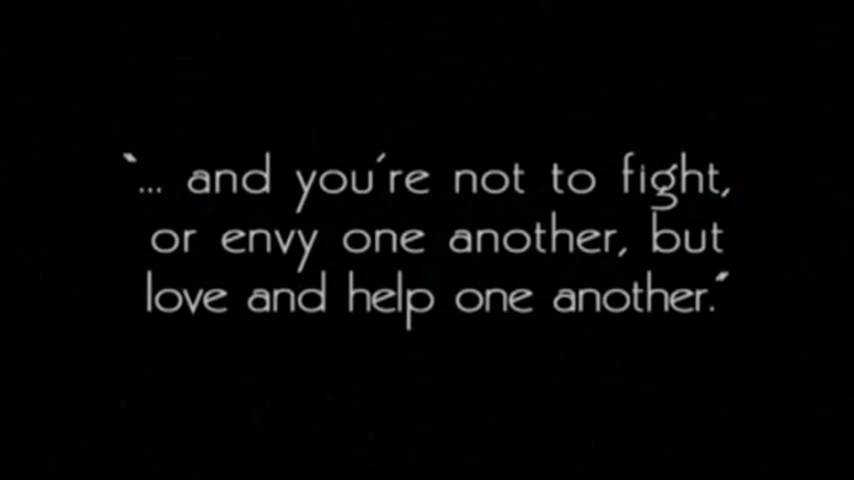 "... and you're not to fight,
or envy one another, but
love and help one another."